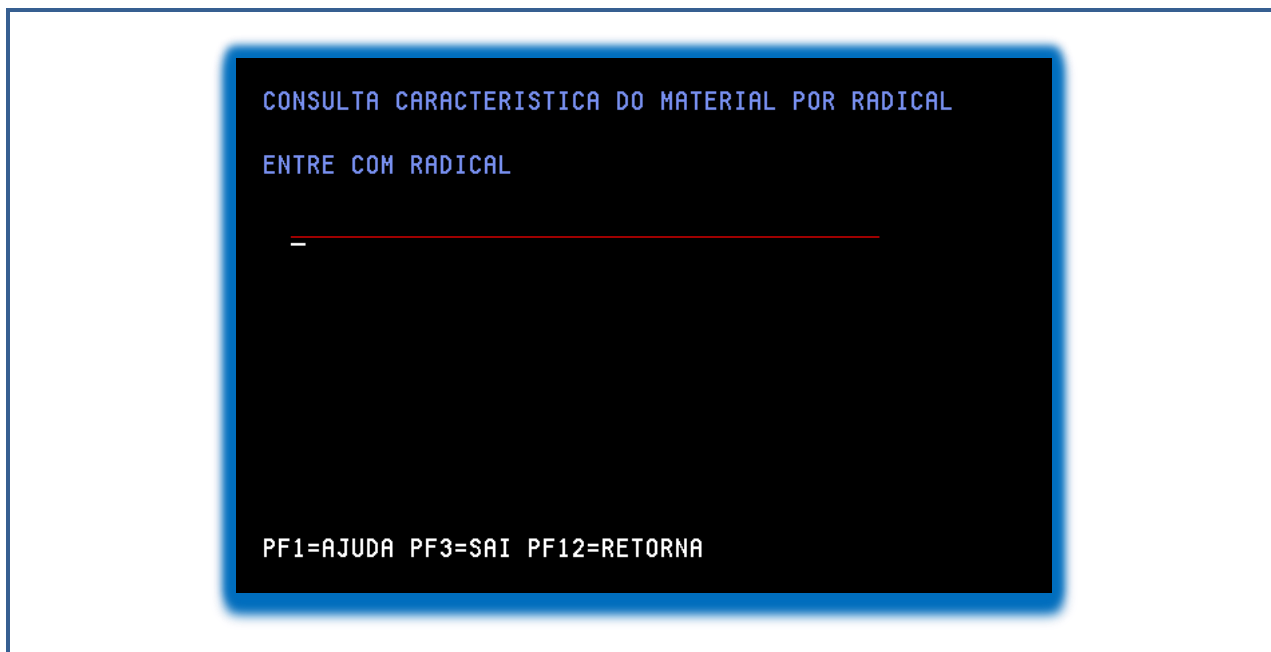 CONSULTA CARACTERISTICA DO MATERIAL POR RADICAL
ENTRE COM RADICAL
PF1=AJUDA PF3=SAI PF12=RETORNA